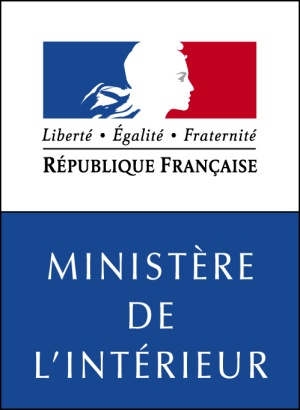 Liberté • Égalité • Fraternité
RÉPUBLIQUE FRANÇAISE
MINISTÈRE
DE
L'INTÉRIEUR